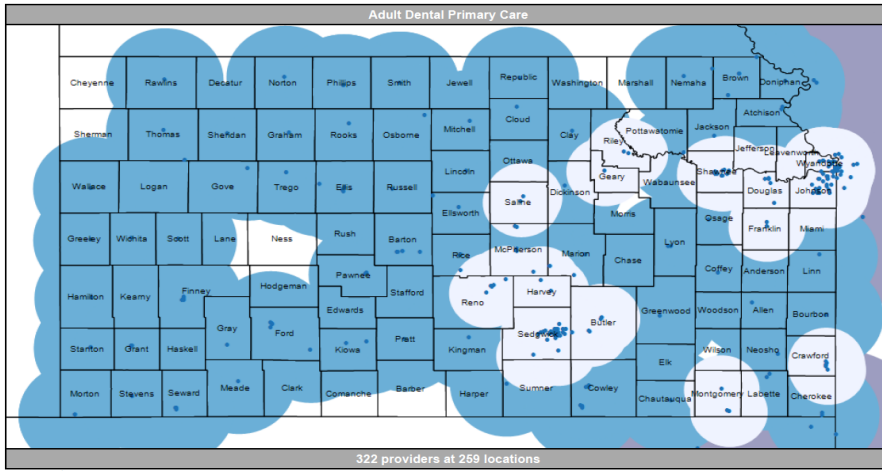 Adult Dental Primary Care
Cheyenne Rawlins Decatur Norton Phillips Smith Jewell Republic Washington Marshall Nemaha Brown Doniphan
Sherman Thomas Sheridan Graham Rooks Osborne Mitchell Cloud Clay Riley Pottawatomie Jackson Atchison
Jefferson Leavenworth Wyandotte
Wallace Logan Gove Trego Ellis Russell Lincoln Ottawa Saline Dickinson Geary Wabaunsee Shawnee Douglas Johnson
Greeley Wichita Scott Lane Ness Rush Barton Ellsworth Rice McPherson Marion Morris Chase Lyon Osage Franklin Miami
Hamilton Kearny Finney Hodgeman Pawnee Stafford Reno Harvey Coffey Anderson Linn
Gray Ford Edwards Sedgwick Butler Greenwood Woodson Allen Bourbon
Stanton Grant Haskell Kiowa Pratt Kingman Elk Wilson Neosho Crawford
Morton Stevens Seward Meade Clark Comanche Barber Harper Sumner Cowley Chautauqua Montgomery Labette Cherokee
322 providers at 259 locations